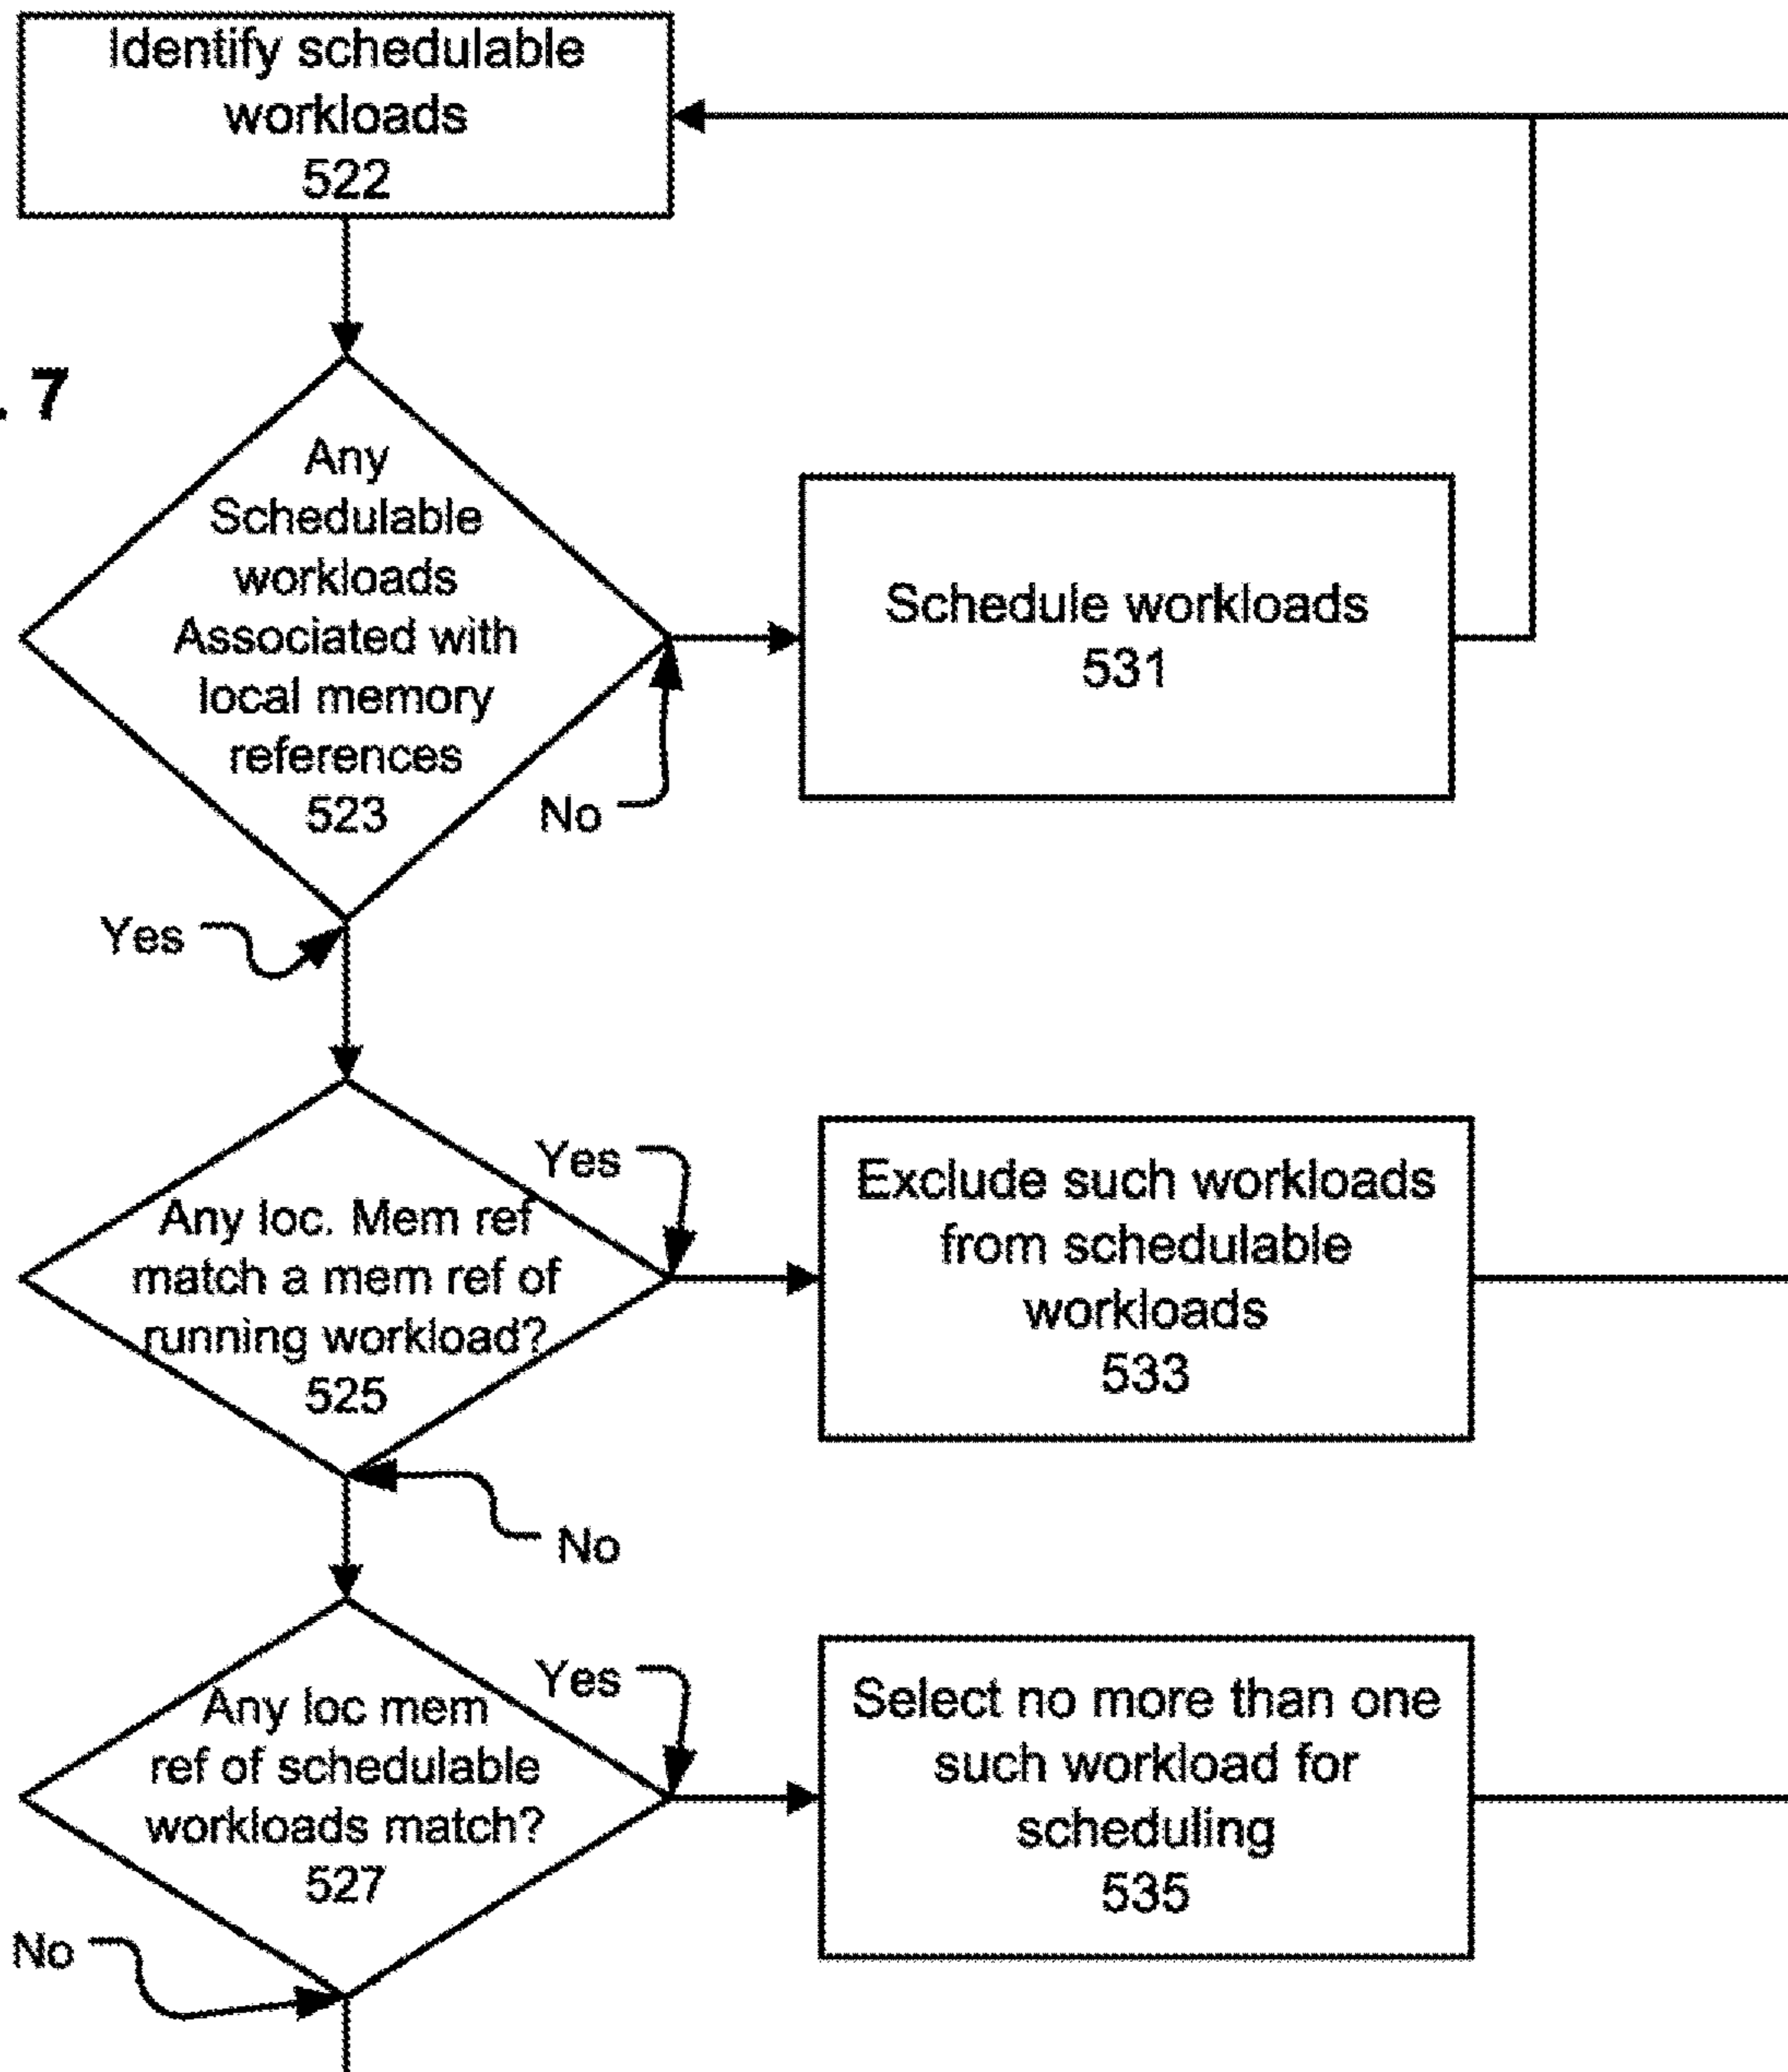 Identify schedulable
workloads
522
. 7
Any
Schedulable
workloads
Associated with
local memory
references
523
No
Schedule workloads
531
Yes
Any loc. Mem ref
match a mem ref of
running workload?
525
Yes
Exclude such workloads
from schedulable
workloads
533
No
Any loc mem
ref of schedulable
workloads match?
527
Yes
Select no more than one
such workload for
scheduling
535
No